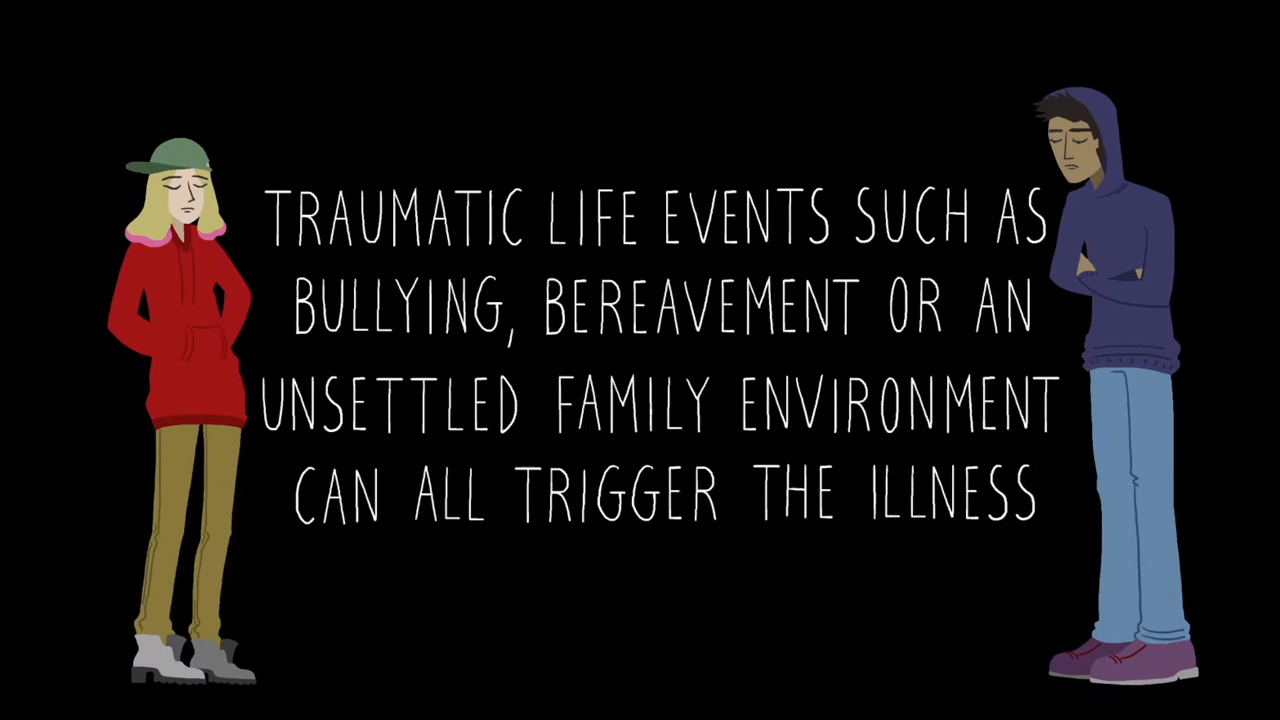 TRAUMATIC LIFE EVENTS SUCH AS
BULLYING, BEREAVEMENT OR AN
UNSETTLED FAMILY ENVIRONMENT
CAN ALL TRIGGER THE ILLNESS